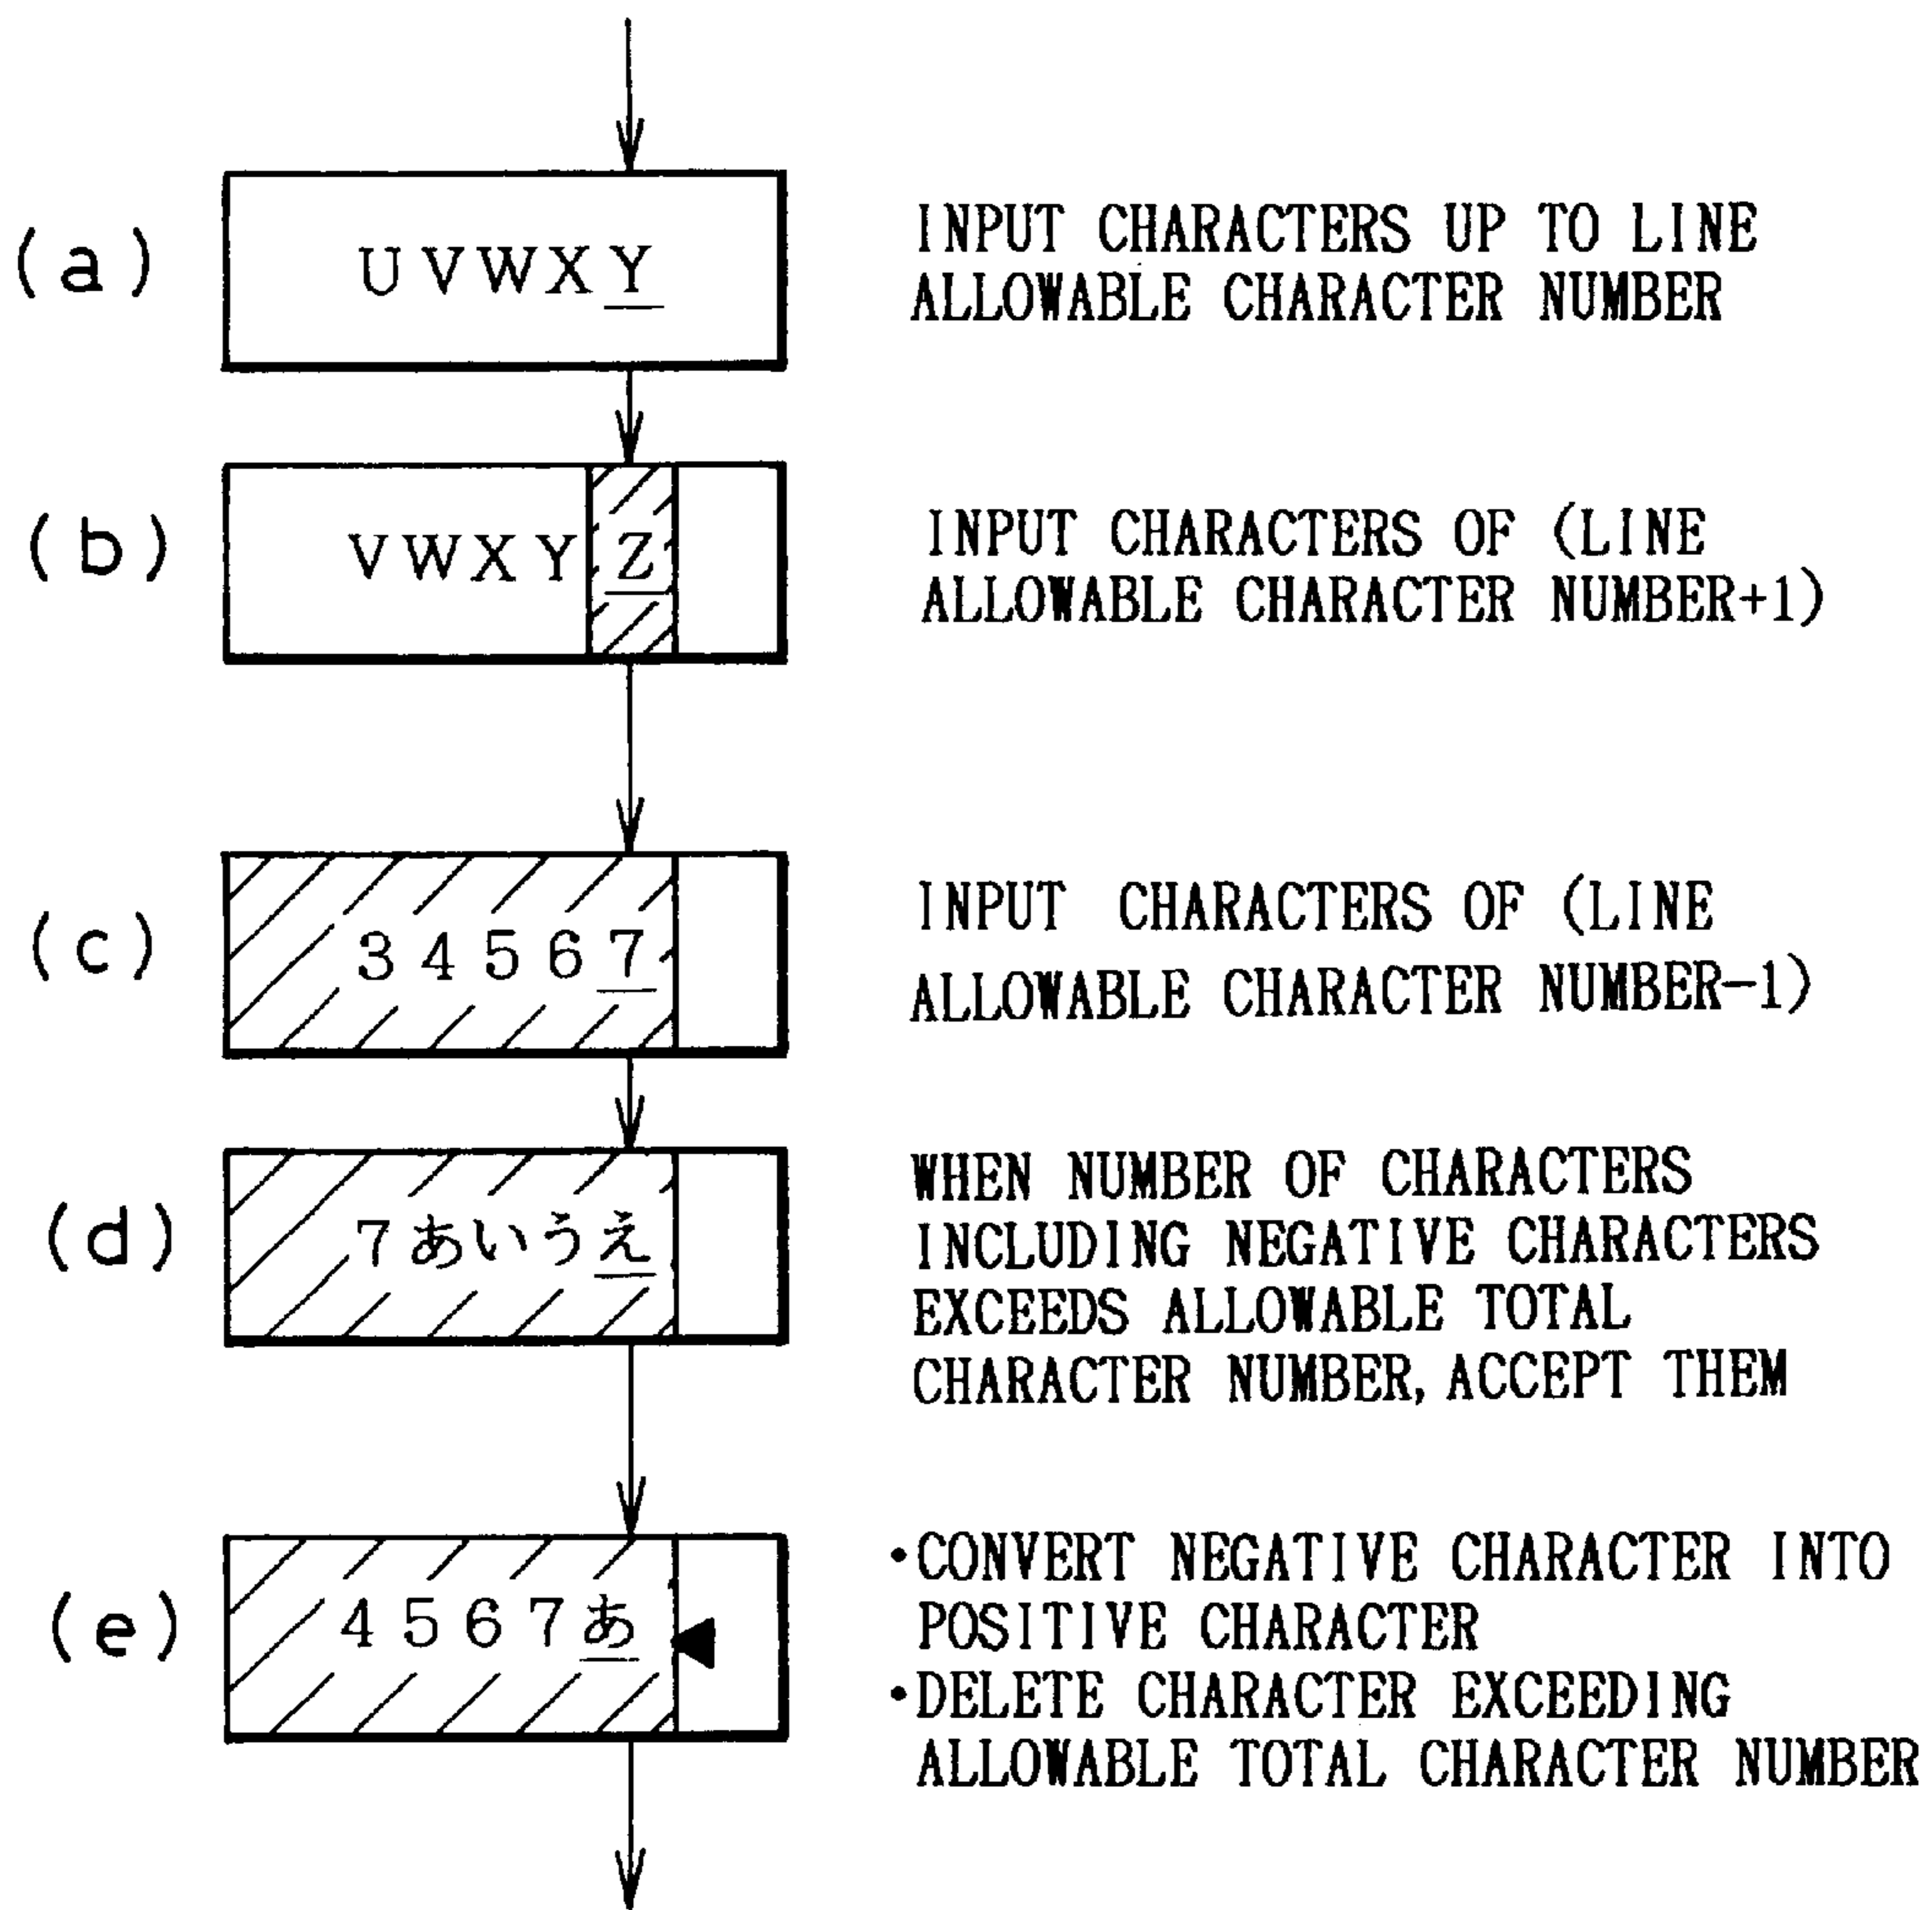 (a)
UVWXY
INPUT CHARACTERS UP TO LINE
ALLOWABLE CHARACTER NUMBER
(b)
VWXYZ
INPUT CHARACTERS OF (LINE
ALLOWABLE CHARACTER NUMBER+1)
(c)
34567
INPUT CHARACTERS OF (LINE
ALLOWABLE CHARACTER NUMBER-1)
(d)
7あいうえ
WHEN NUMBER OF CHARACTERS
INCLUDING NEGATIVE CHARACTERS
EXCEEDS ALLOWABLE TOTAL
CHARACTER NUMBER, ACCEPT THEM
(e)
4567あ
•CONVERT NEGATIVE CHARACTER INTO
POSITIVE CHARACTER
•DELETE CHARACTER EXCEEDING
ALLOWABLE TOTAL CHARACTER NUMBER